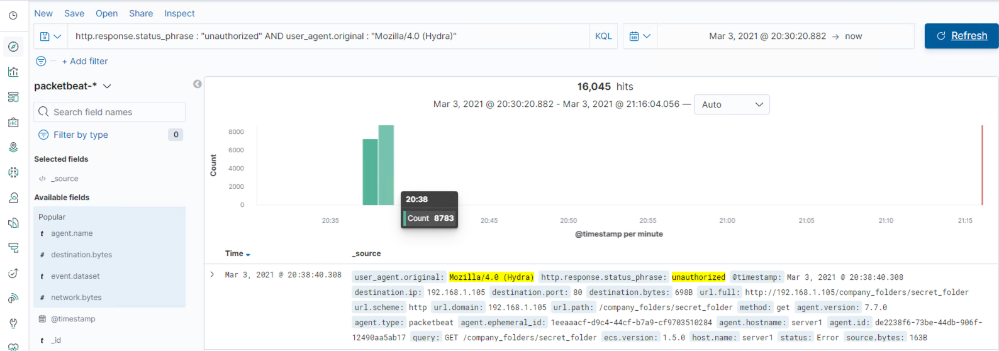 New Save Open Share Inspect
http.response.status_phrase : "unauthorized" AND user_agent.original : "Mozilla/4.0 (Hydra)" KQL Mar 3, 2021 @ 20:30:20.882 → now Refresh
+ Add filter
packetbeat-*
Search field names
Filter by type 0
Selected fields
_source
Available fields
Popular
t agent.name
# destination.bytes
t event.dataset
# network.bytes
@timestamp
t _id
16,045 hits
Mar 3, 2021 @ 20:30:20.882 - Mar 3, 2021 @ 21:16:04.056 — Auto
Count
8000
6000
4000
2000
0
20:38
Count 8783
20:35 20:45 20:50 20:55 21:00 21:05 21:10 21:15
@timestamp per minute
Time _source
Mar 3, 2021 @ 20:38:40.308 user_agent.original: Mozilla/4.0 (Hydra) http.response.status_phrase: unauthorized @timestamp: Mar 3, 2021 @ 20:38:40.308
destination.ip: 192.168.1.105 destination.port: 80 destination.bytes: 698B url.full: http://192.168.1.105/company_folders/secret_folder
url.scheme: http url.domain: 192.168.1.105 url.path: /company_folders/secret_folder method: get agent.version: 7.7.0
agent.type: packetbeat agent.ephemeral_id: 1eeaaacf-d9c4-44cf-b7a9-cf9703510284 agent.hostname: server1 agent.id: de2238f6-73be-44db-906f-
12490aa5ab17 query: GET /company_folders/secret_folder ecs.version: 1.5.0 host.name: server1 status: Error source.bytes: 163B